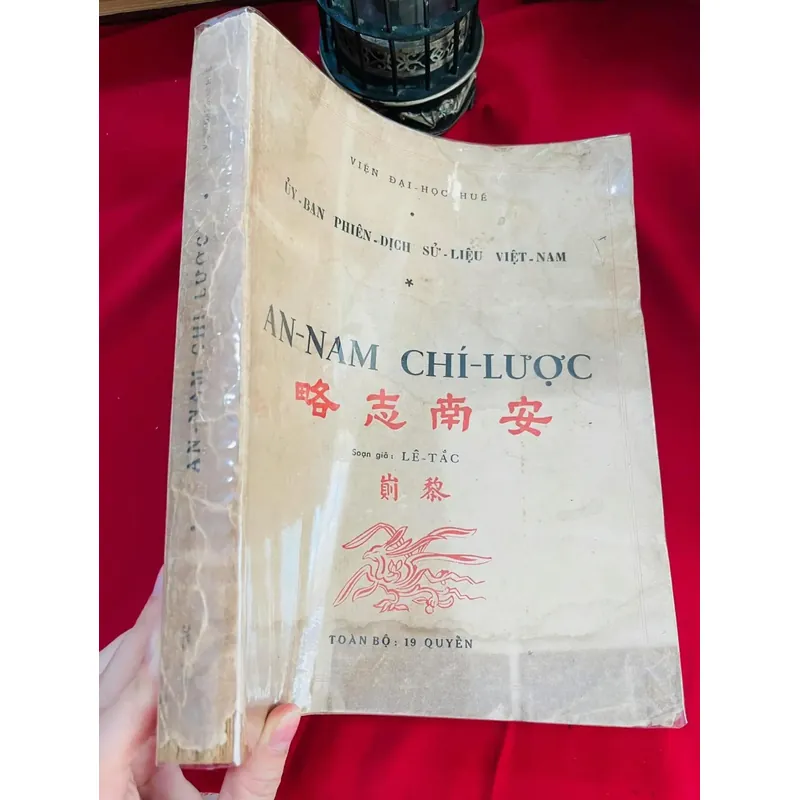 VIỆN ĐẠI-HỌC HUẾ
ỦY-BAN PHIÊN-DỊCH SỬ-LIỆU VIỆT-NAM
*
AN-NAM CHÍ-LƯỢC
略志南安
Soạn giả: LÊ-TẮC
崱黎
TOÀN BỘ: 19 QUYỂN
AN NAM CHÍ LƯỢC